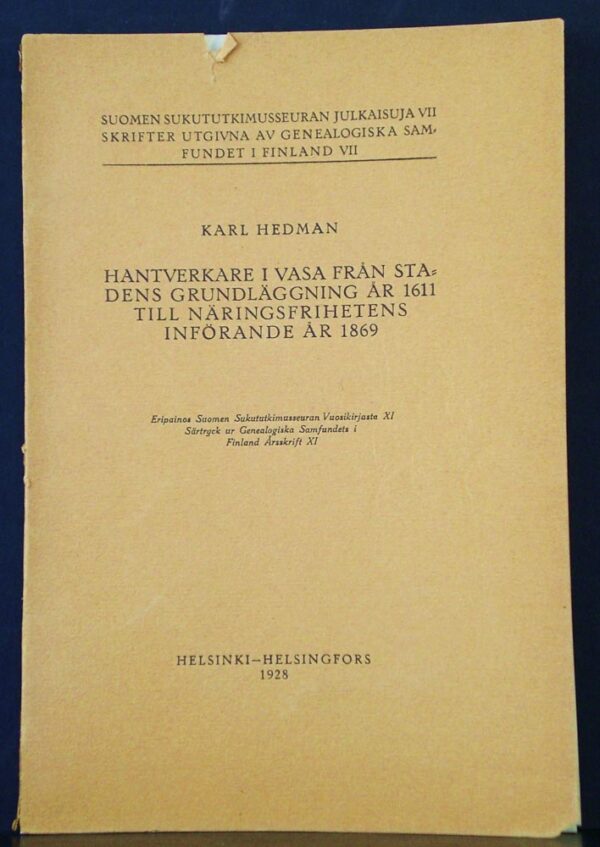 SUOMEN SUKUTUTKIMUSSEURAN JULKAISUJA VII
SKRIFTER UTGIVNA AV GENEALOGISKA SAM-
FUNDET I FINLAND VII
KARL HEDMAN
HANTVERKARE I VASA FRÅN STA-
DENS GRUNDLÄGGNING ÅR 1611
TILL NÄRINGSFRIHETENS
INFÖRANDE ÅR 1869
Eripainos Suomen Sukututkimusseuran Vuosikirjasta XI
Särtryck ur Genealogiska Samfundets i
Finland Årsskrift XI
HELSINKI—HELSINGFORS
1928